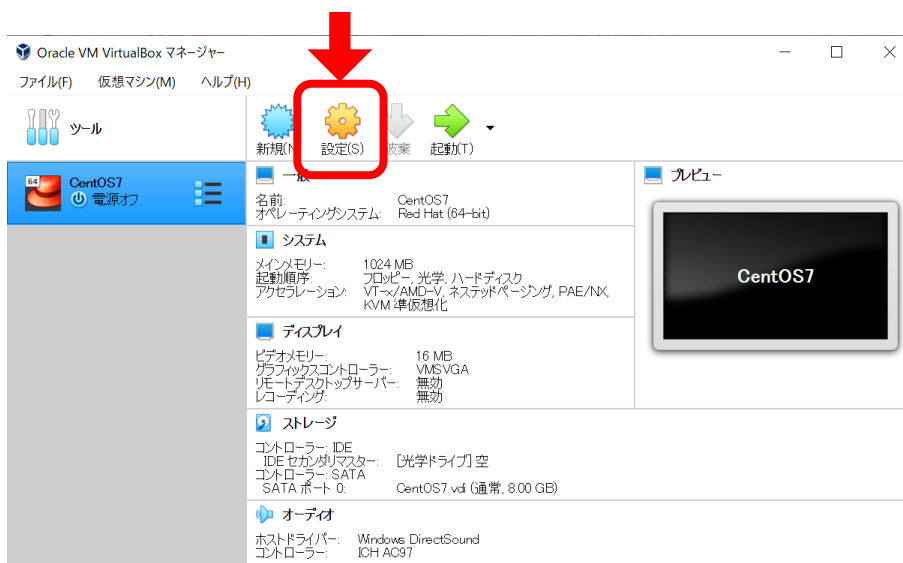 Oracle VM VirtualBox マネージャー
ファイル(F) 仮想マシン(M) ヘルプ(H)
ツール
新規(N 設定(S) 破棄 起動(T)
64 CentOS7
電源オフ
一般
名前: CentOS7
オペレーティングシステム: Red Hat (64-bit)
プレビュー
CentOS7
システム
メインメモリー: 1024 MB
起動順序: フロッピー, 光学, ハードディスク
アクセラレーション: VT-x/AMD-V, ネステッドページング, PAE/NX,
KVM 準仮想化
ディスプレイ
ビデオメモリー: 16 MB
グラフィックスコントローラー: VMSVGA
リモートデスクトップサーバー: 無効
レコーディング: 無効
ストレージ
コントローラー: IDE
IDE セカンダリマスター: [光学ドライブ] 空
コントローラー: SATA
SATA ポート 0: CentOS7.vdi (通常, 8.00 GB)
オーディオ
ホストドライバー: Windows DirectSound
コントローラー: ICH AC97